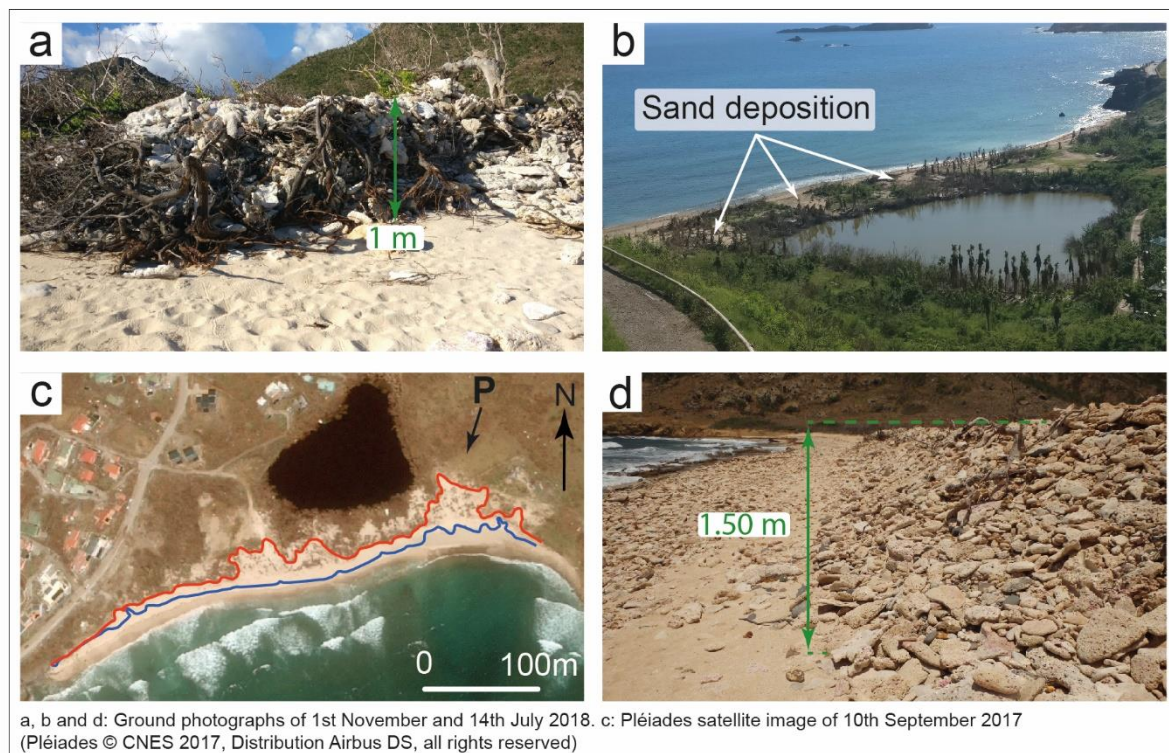 a
1 m
b
Sand deposition
c
P
N
0 100m
d
1.50 m
a, b and d: Ground photographs of 1st November and 14th July 2018. c: Pléiades satellite image of 10th September 2017
(Pléiades © CNES 2017, Distribution Airbus DS, all rights reserved)